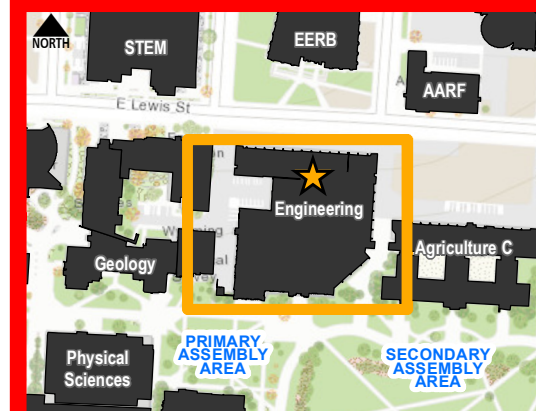 NORTH
STEM
EERB
AARF
E Lewis St
Engineering
Agriculture C
Geology
Physical
Sciences
PRIMARY
ASSEMBLY
AREA
SECONDARY
ASSEMBLY
AREA